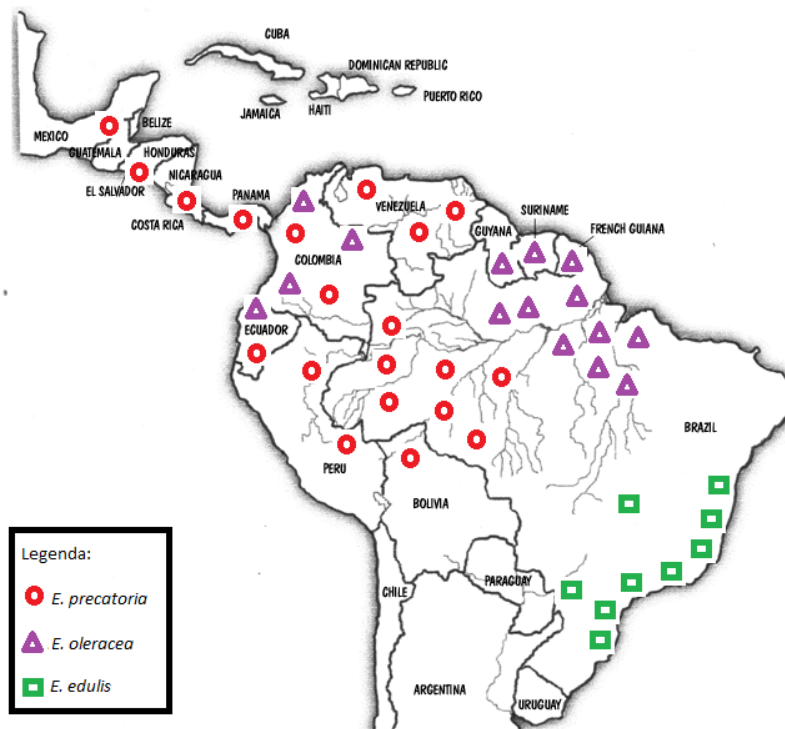 CUBA
DOMINICAN REPUBLIC
PUERTO RICO
JAMAICA
HAITI
BELIZE
MEXICO
GUATEMALA
HONDURAS
NICARAGUA
EL SALVADOR
PANAMA
COSTA RICA
VENEZUELA
SURINAME
GUYANA
FRENCH GUIANA
COLOMBIA
ECUADOR
BRAZIL
PERU
BOLIVIA
PARAGUAY
CHILE
ARGENTINA
URUGUAY
Legenda:
E. precatoria
E. oleracea
E. edulis